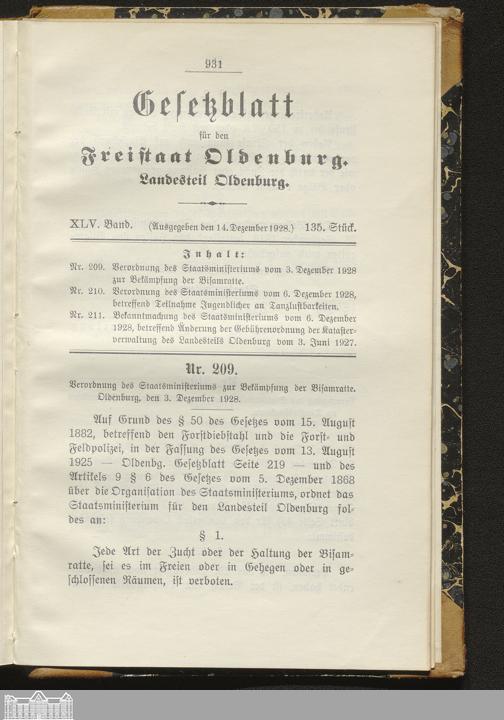 931
Gesetzblatt
für den
Freistaat Oldenburg.
Landesteil Oldenburg.
XLV. Band. (Ausgegeben den 14. Dezember 1928.) 135. Stück.
Inhalt:
Nr. 209. Verordnung des Staatsministeriums vom 3. Dezember 1928
zur Bekämpfung der Bisamratte.
Nr. 210. Verordnung des Staatsministeriums vom 6. Dezember 1928,
betreffend Teilnahme Jugendlicher an Tanzlustbarkeiten.
Nr. 211. Bekanntmachung des Staatsministeriums vom 6. Dezember
1928, betreffend Änderung der Gebührenordnung der Kataster-
verwaltung des Landesteils Oldenburg vom 3. Juni 1927.
Nr. 209.
Verordnung des Staatsministeriums zur Bekämpfung der Bisamratte.
Oldenburg, den 3. Dezember 1928.
Auf Grund des § 50 des Gesetzes vom 15. August
1882, betreffend den Forstdiebstahl und die Forst- und
Feldpolizei, in der Fassung des Gesetzes vom 13. August
1925 — Oldenbg. Gesetzblatt Seite 219 — und des
Artikels 9 § 6 des Gesetzes vom 5. Dezember 1868
über die Organisation des Staatsministeriums, ordnet das
Staatsministerium für den Landesteil Oldenburg fol-
des an:
§ 1.
Jede Art der Zucht oder der Haltung der Bisam-
ratte, sei es im Freien oder in Gehegen oder in ge-
schlossenen Räumen, ist verboten.